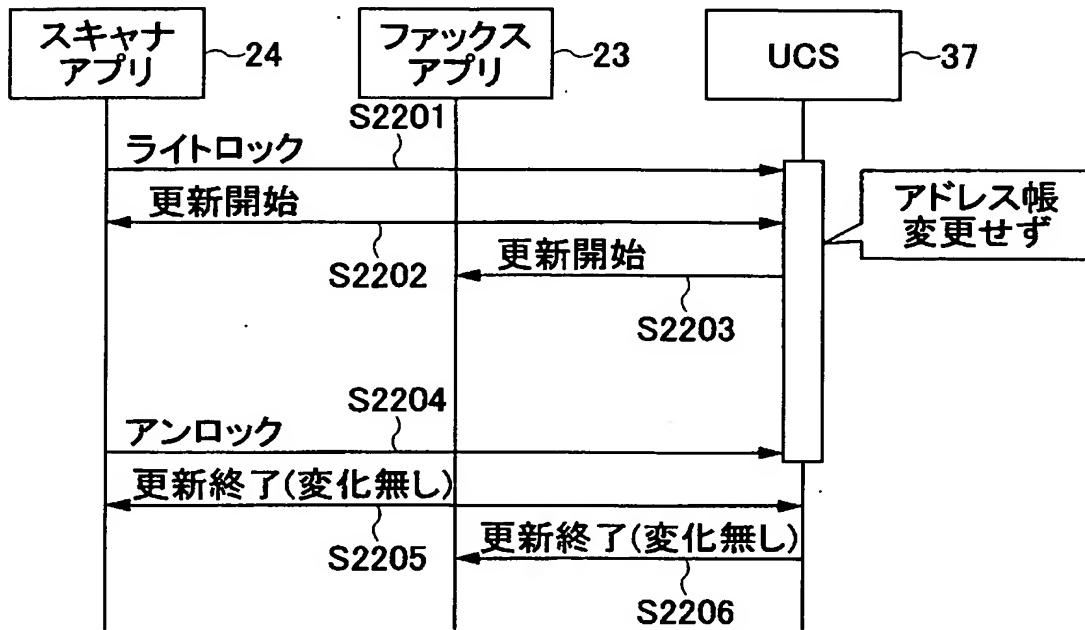 スキャナ
アプリ
24
ファックス
アプリ
23
UCS
37
S2201
ライトロック
更新開始
S2202
アドレス帳
変更せず
更新開始
S2203
S2204
アンロック
更新終了(変化無し)
S2205
更新終了(変化無し)
S2206